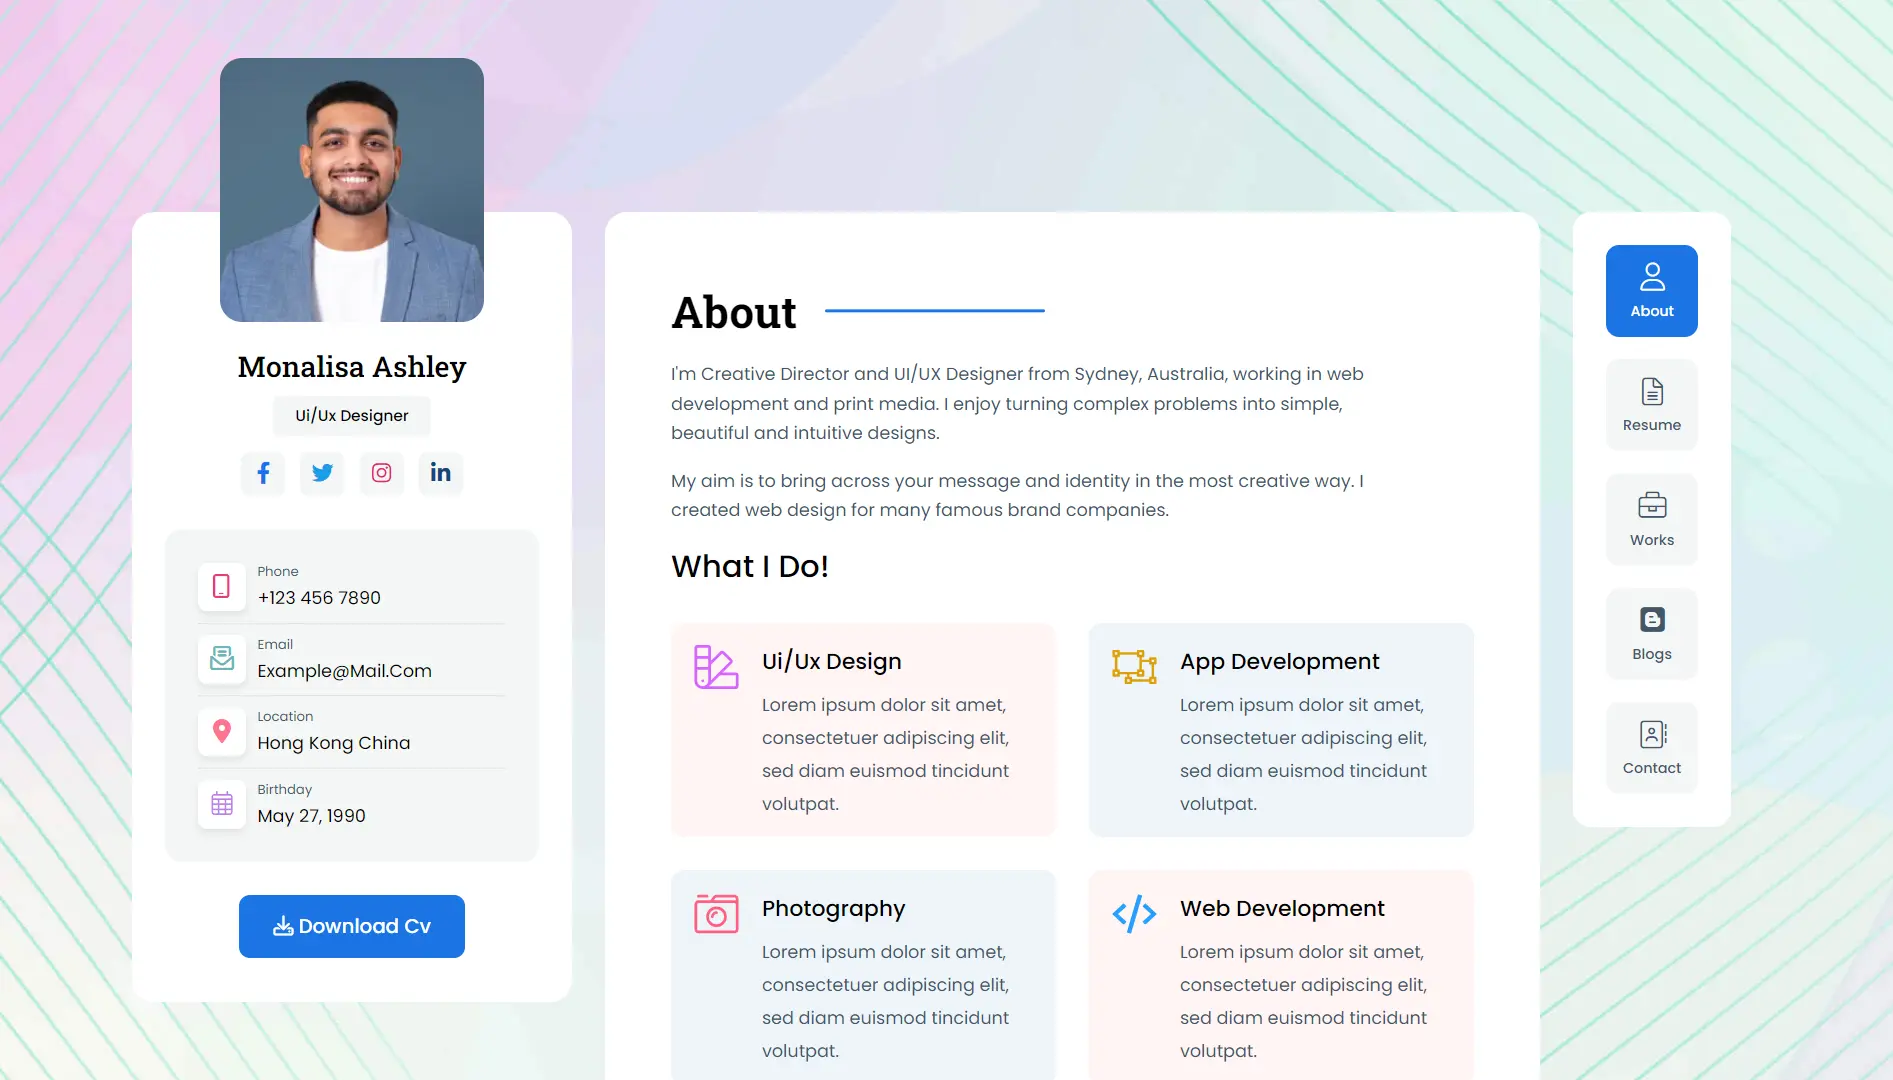 Monalisa Ashley
Ui/Ux Designer
Phone
+123 456 7890
Email
Example@Mail.Com
Location
Hong Kong China
Birthday
May 27, 1990
Download Cv
About
I'm Creative Director and UI/UX Designer from Sydney, Australia, working in web
development and print media. I enjoy turning complex problems into simple,
beautiful and intuitive designs.
My aim is to bring across your message and identity in the most creative way. I
created web design for many famous brand companies.
What I Do!
Ui/Ux Design
Lorem ipsum dolor sit amet,
consectetuer adipiscing elit,
sed diam euismod tincidunt
volutpat.
App Development
Lorem ipsum dolor sit amet,
consectetuer adipiscing elit,
sed diam euismod tincidunt
volutpat.
Photography
Lorem ipsum dolor sit amet,
consectetuer adipiscing elit,
sed diam euismod tincidunt
volutpat.
Web Development
Lorem ipsum dolor sit amet,
consectetuer adipiscing elit,
sed diam euismod tincidunt
volutpat.
About
Resume
Works
Blogs
Contact